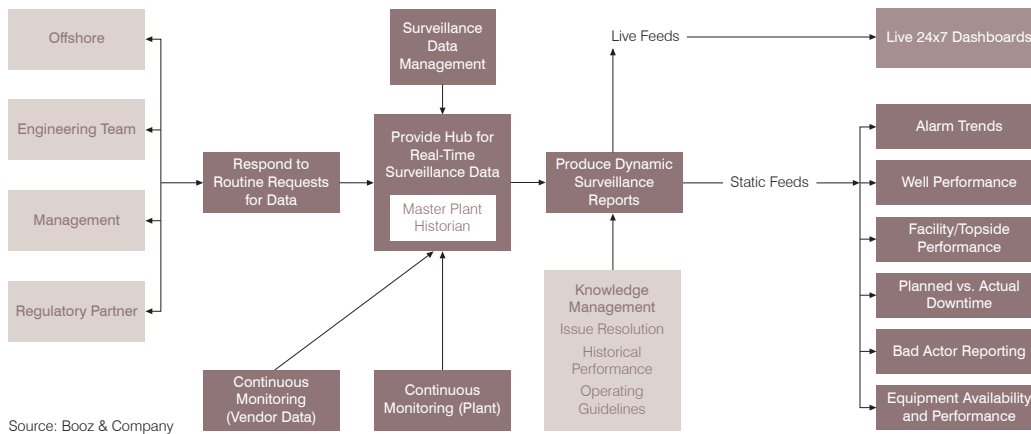 Offshore
Engineering Team
Management
Regulatory Partner
Respond to
Routine Requests
for Data
Surveillance
Data
Management
Provide Hub for
Real-Time
Surveillance Data
Master Plant
Historian
Continuous
Monitoring
(Vendor Data)
Continuous
Monitoring (Plant)
Live Feeds
Produce Dynamic
Surveillance
Reports
Knowledge
Management
Issue Resolution
Historical
Performance
Operating
Guidelines
Static Feeds
Live 24x7 Dashboards
Alarm Trends
Well Performance
Facility/Topside
Performance
Planned vs. Actual
Downtime
Bad Actor Reporting
Equipment Availability
and Performance
Source: Booz & Company